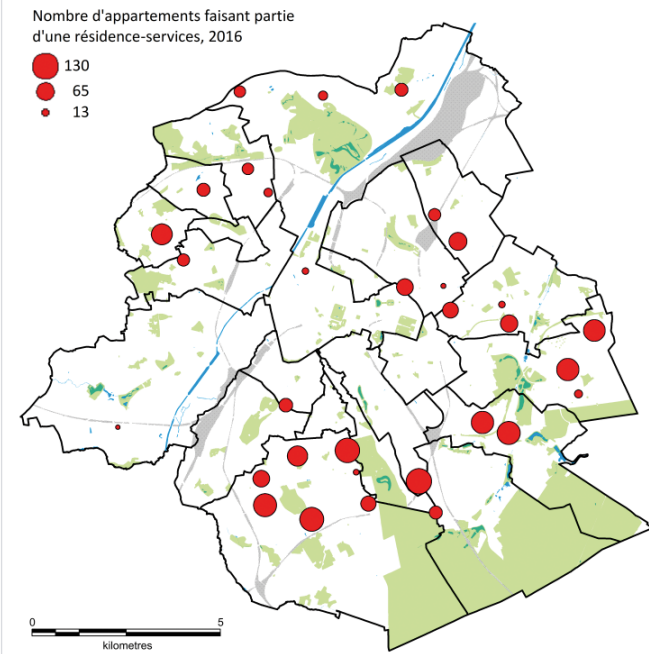 Nombre d'appartements faisant partie
d'une résidence-services, 2016
130
65
13
0 5
kilometres